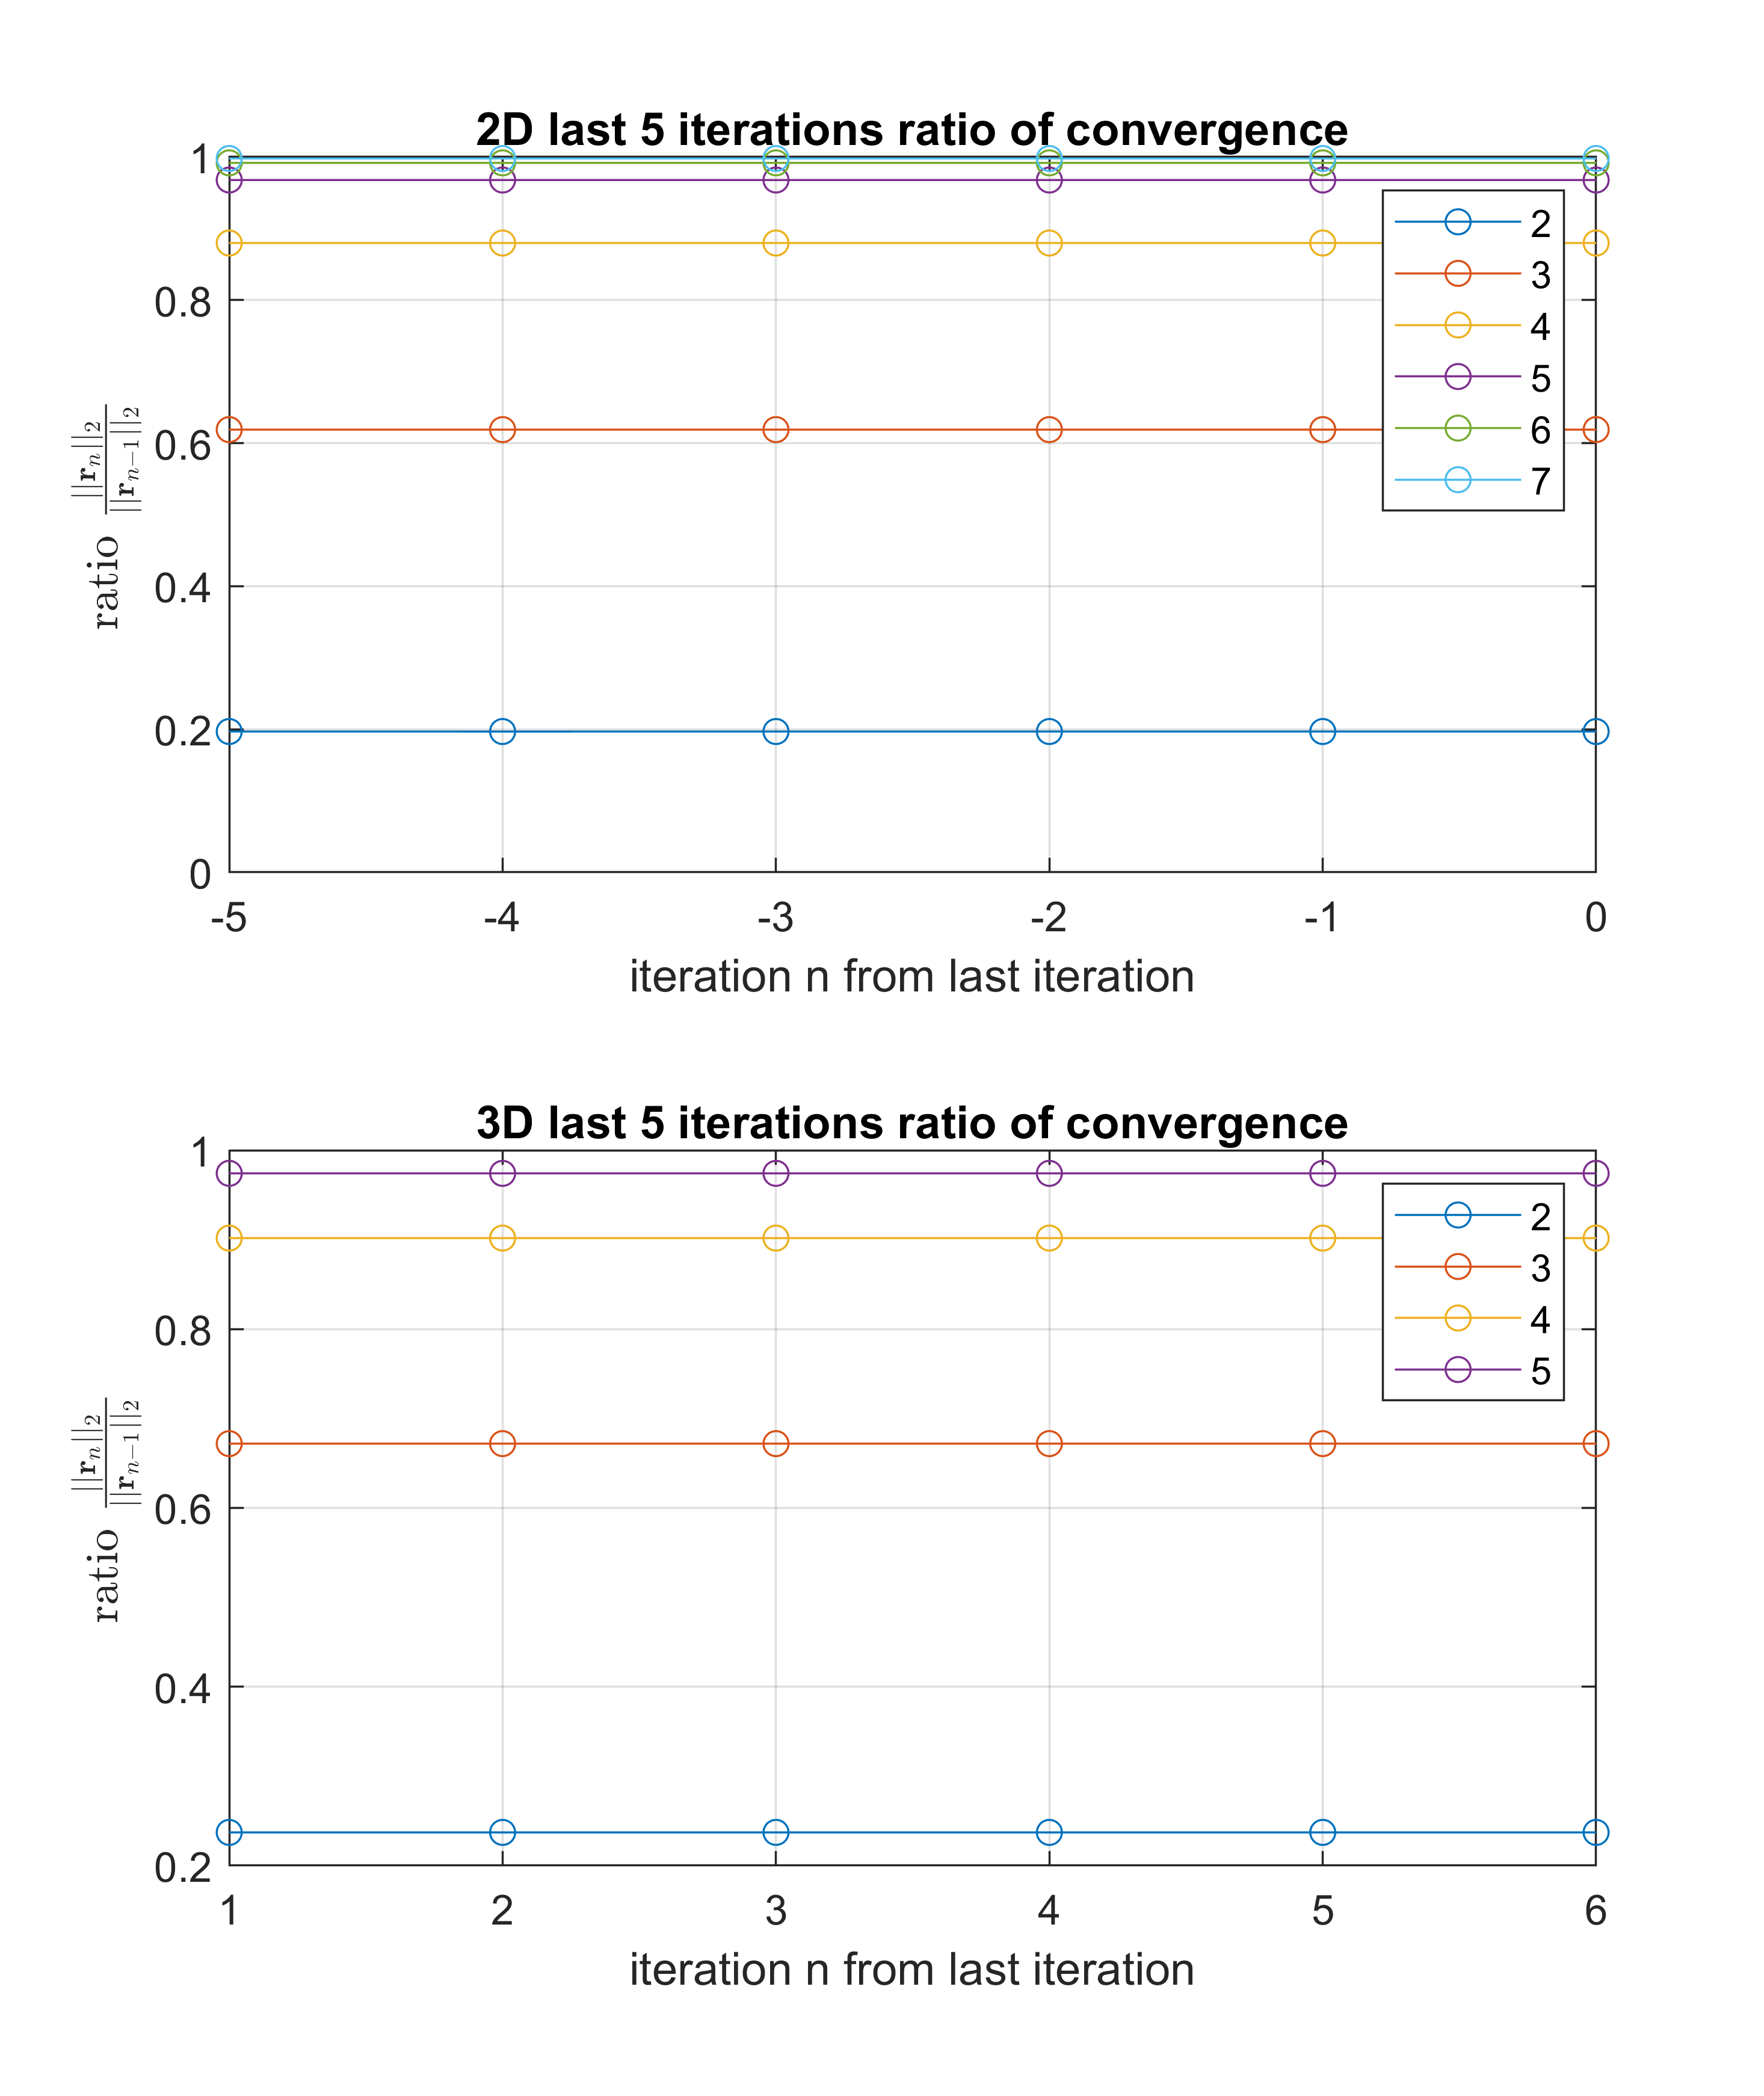 2D last 5 iterations ratio of convergence
1
0.8
0.6
0.4
0.2
0
ratio ||r_n||_2 / ||r_{n-1}||_2
2
3
4
5
6
7
-5 -4 -3 -2 -1 0
iteration n from last iteration
3D last 5 iterations ratio of convergence
1
0.8
0.6
0.4
0.2
ratio ||r_n||_2 / ||r_{n-1}||_2
2
3
4
5
1 2 3 4 5 6
iteration n from last iteration